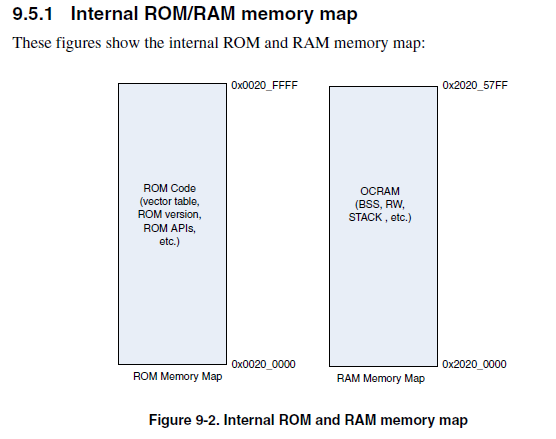 9.5.1 Internal ROM/RAM memory map
These figures show the internal ROM and RAM memory map:
0x0020_FFFF
ROM Code
(vector table,
ROM version,
ROM APIs,
etc.)
0x0020_0000
ROM Memory Map
0x2020_57FF
OCRAM
(BSS, RW,
STACK , etc.)
0x2020_0000
RAM Memory Map
Figure 9-2. Internal ROM and RAM memory map